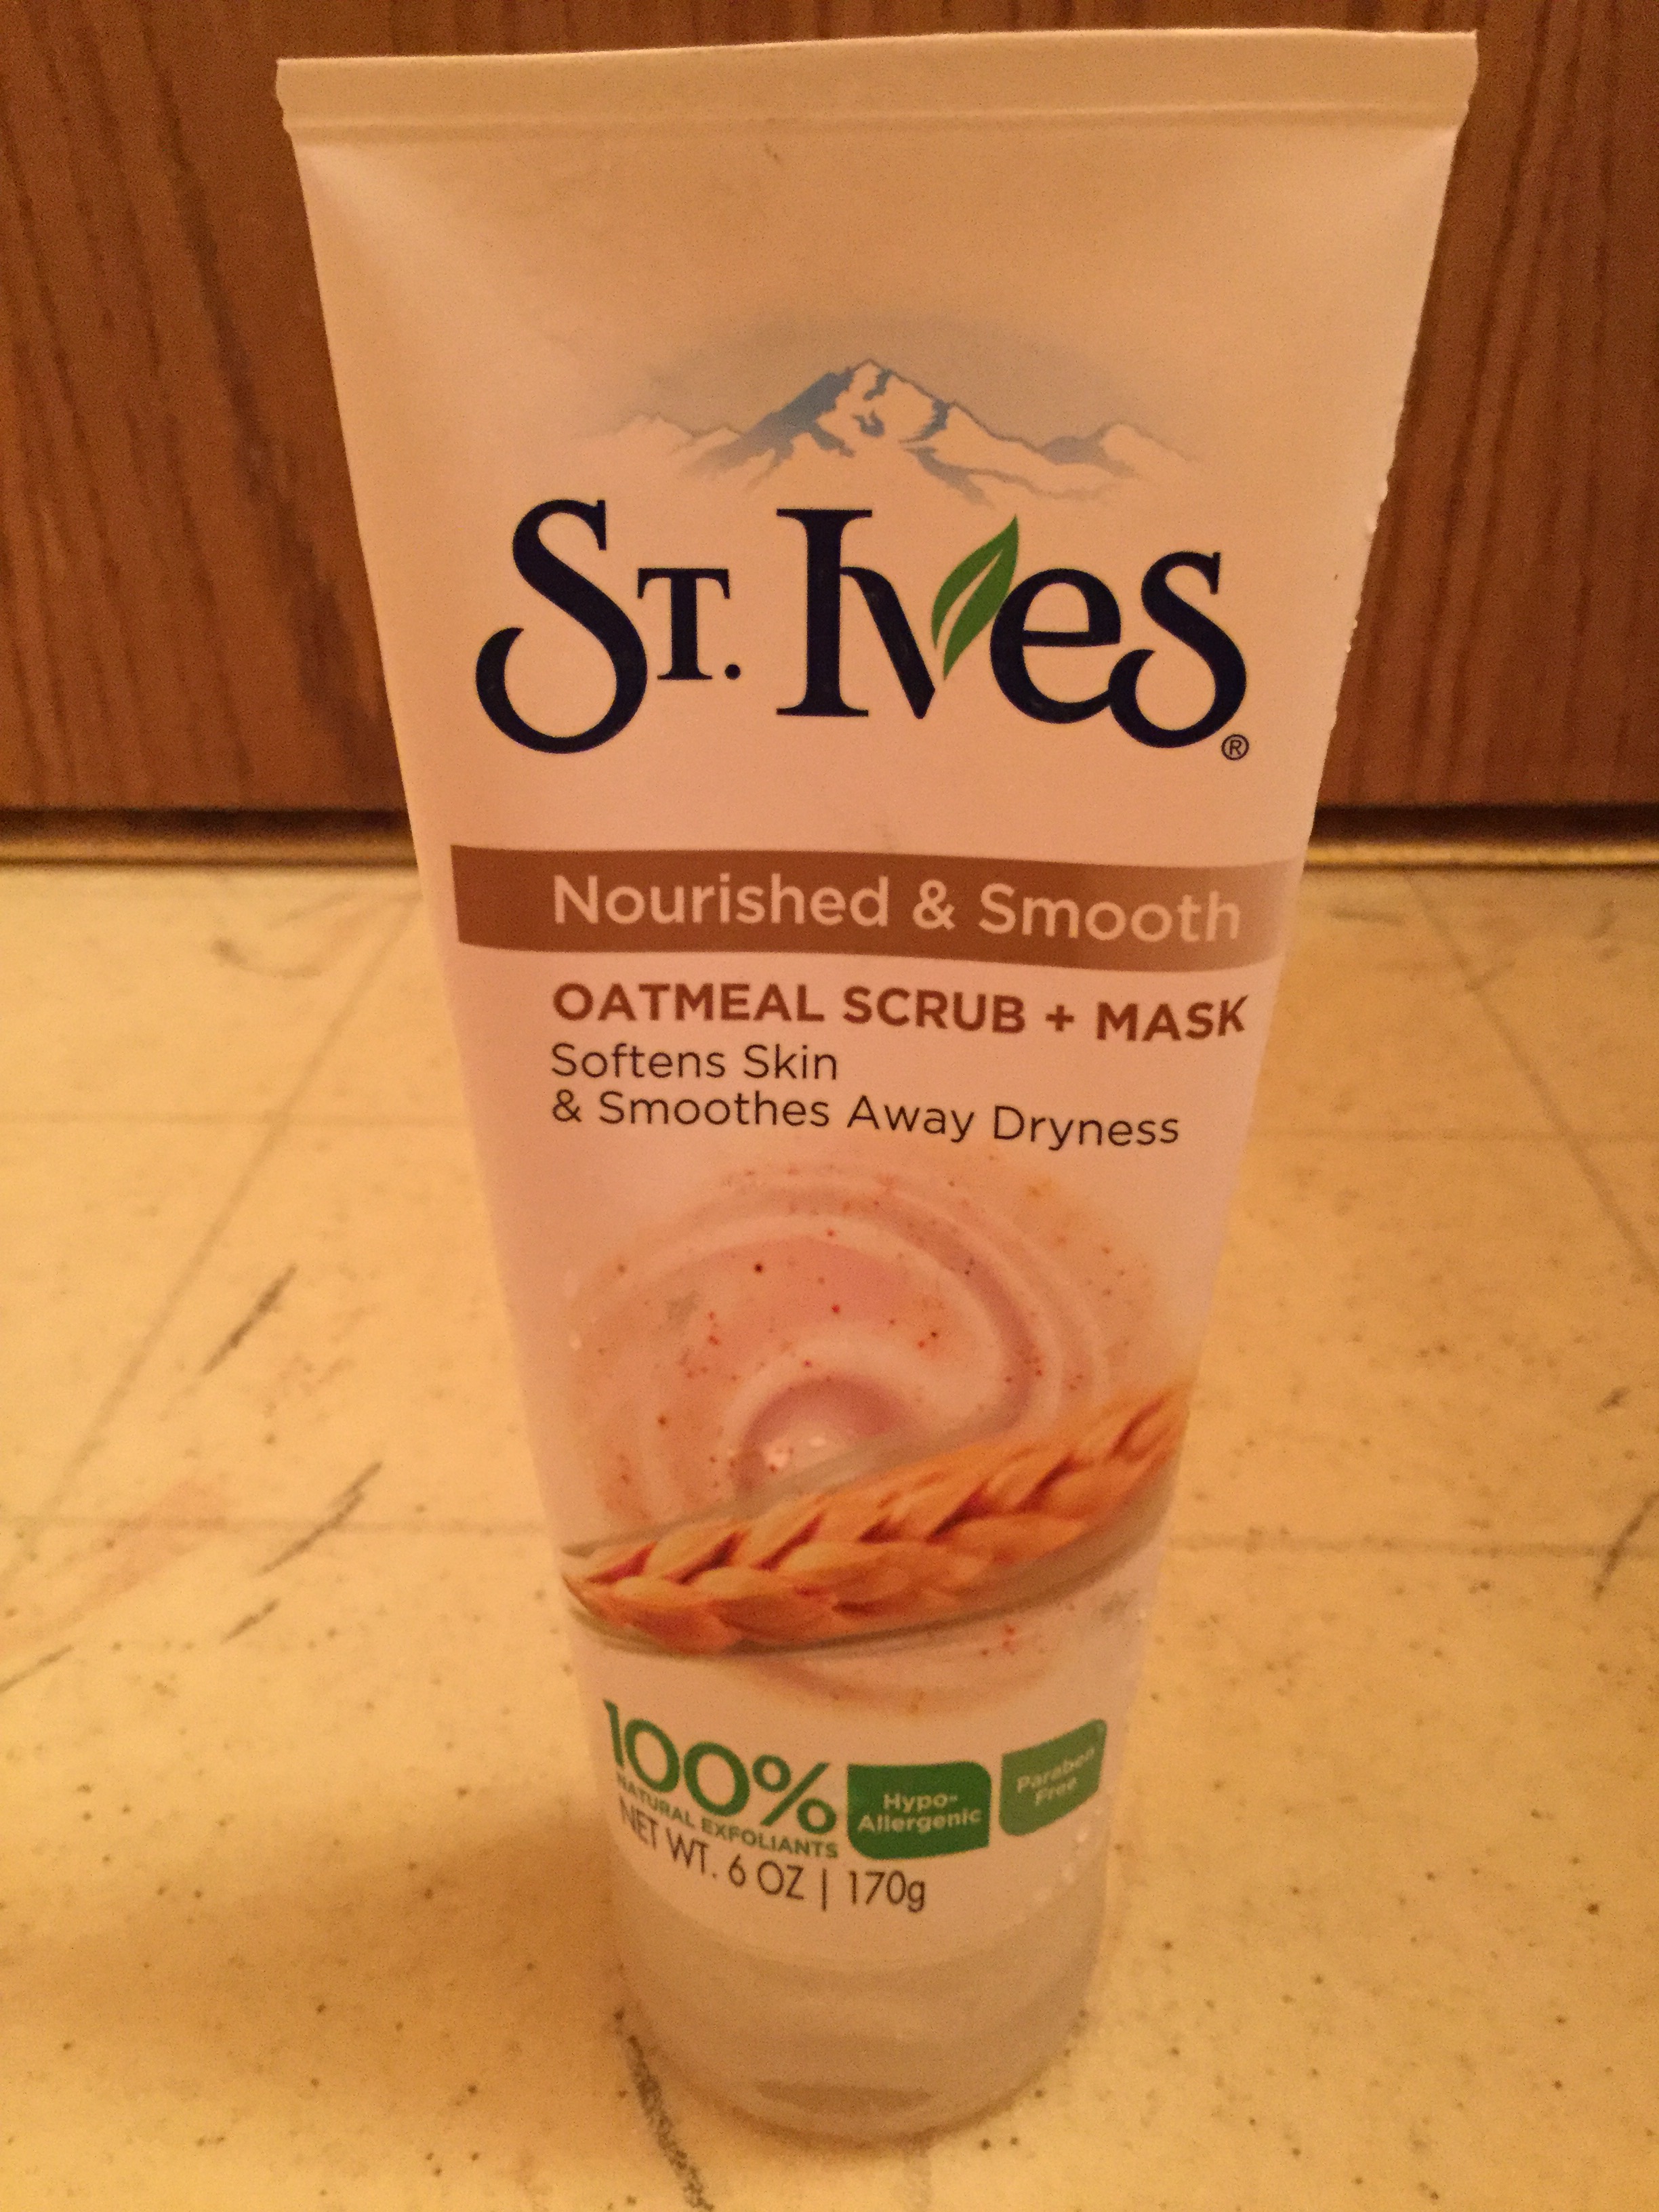 ST. Ives®
Nourished & Smooth
OATMEAL SCRUB + MASK
Softens Skin
& Smoothes Away Dryness
100%
NATURAL EXFOLIANTS
Hypo-
Allergenic
Paraben
Free
NET WT. 6 OZ | 170g